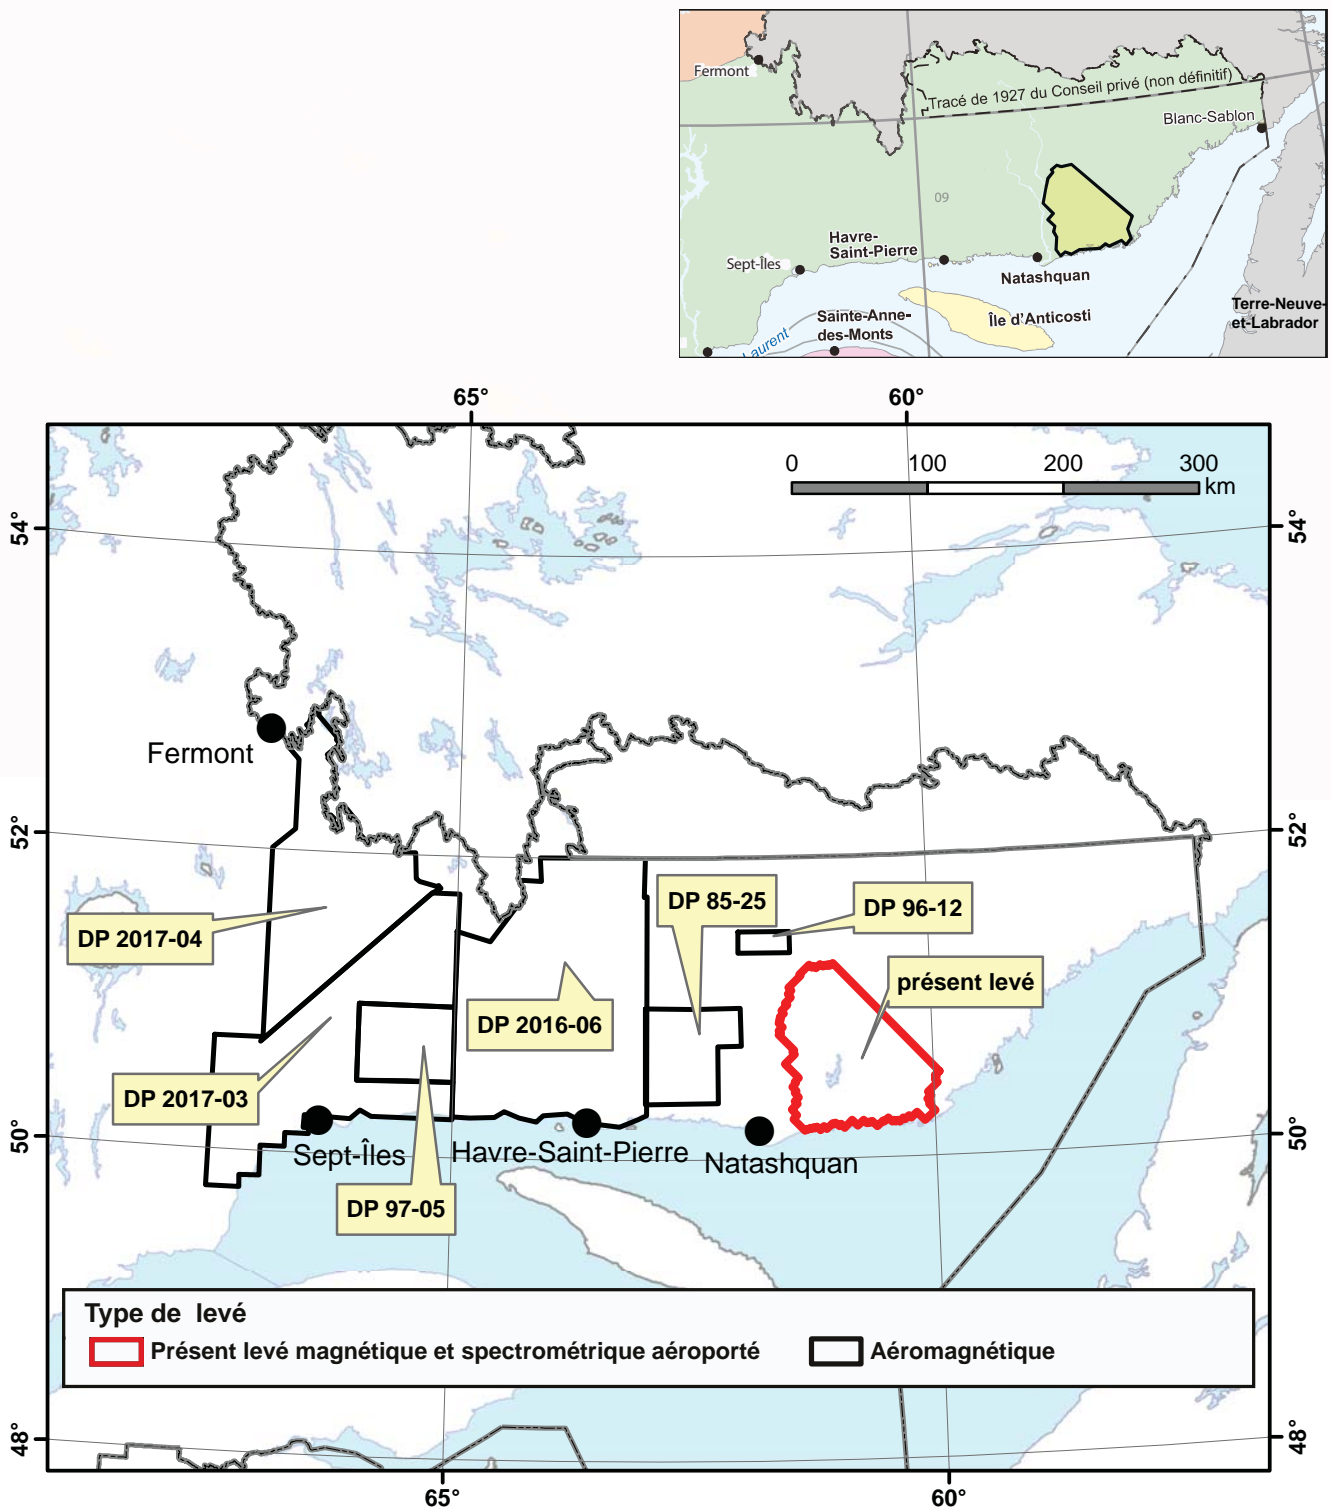 Fermont
Tracé de 1927 du Conseil privé (non définitif)
Blanc-Sablon
09
Havre-
Saint-Pierre
Sept-Îles
Natashquan
Sainte-Anne-
des-Monts
Île d'Anticosti
Terre-Neuve-
et-Labrador
Laurent
65°
60°
0
100
200
300
km
54°
54°
Fermont
52°
52°
DP 85-25
DP 96-12
DP 2017-04
présent levé
DP 2016-06
DP 2017-03
50°
50°
Sept-Îles
Havre-Saint-Pierre
Natashquan
DP 97-05
Type de levé
Présent levé magnétique et spectrométrique aéroporté
Aéromagnétique
48°
48°
65°
60°